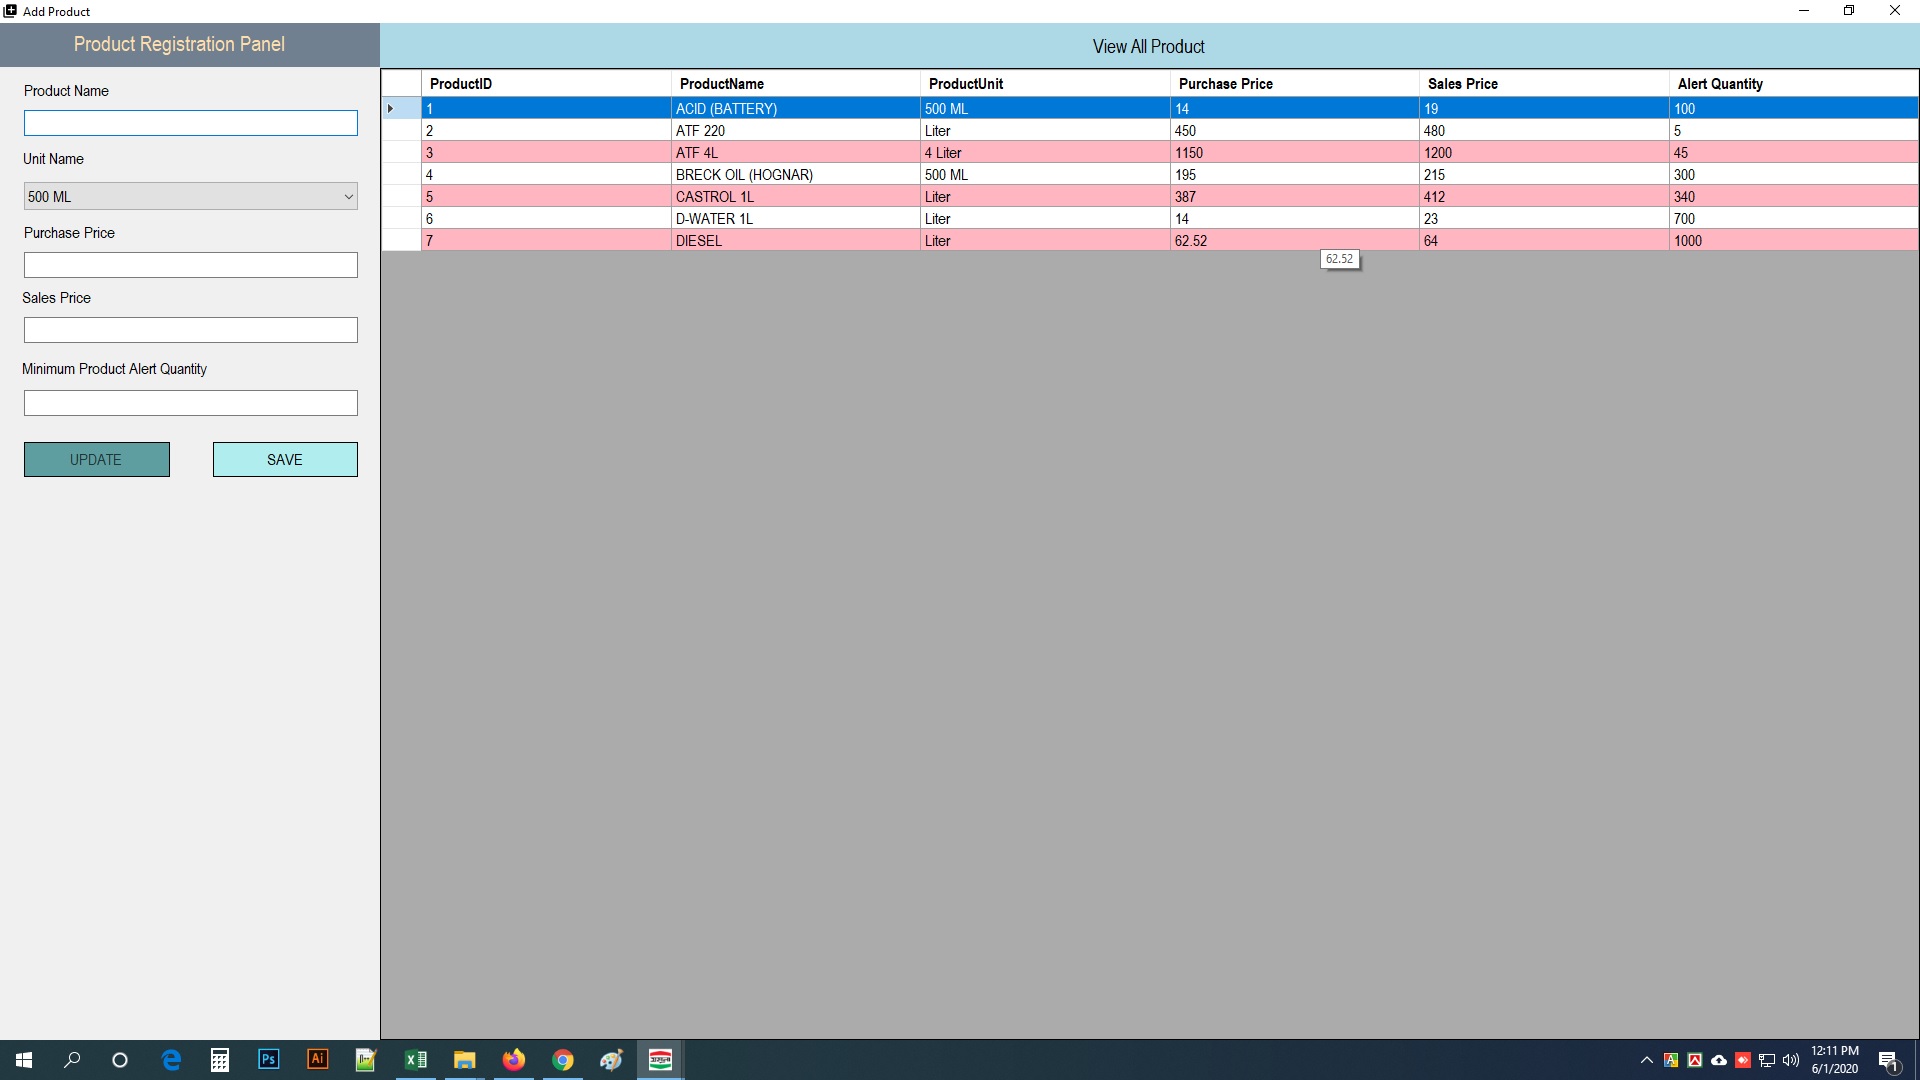 Add Product
Product Registration Panel
View All Product
Product Name
Unit Name
500 ML
Purchase Price
Sales Price
Minimum Product Alert Quantity
UPDATE SAVE
ProductID ProductName ProductUnit Purchase Price Sales Price Alert Quantity
1 ACID (BATTERY) 500 ML 14 19 100
2 ATF 220 Liter 450 480 5
3 ATF 4L 4 Liter 1150 1200 45
4 BRECK OIL (HOGNAR) 500 ML 195 215 300
5 CASTROL 1L Liter 387 412 340
6 D-WATER 1L Liter 14 23 700
7 DIESEL Liter 62.52 64 1000
62.52
Ps Ai
12:11 PM
6/1/2020
1